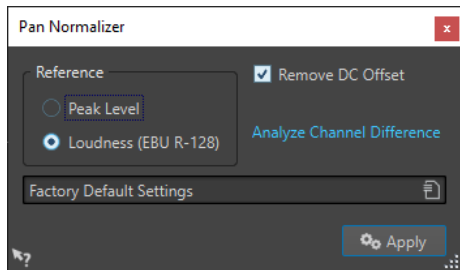 Pan Normalizer
x
Reference
Peak Level
Loudness (EBU R-128)
Remove DC Offset
Analyze Channel Difference
Factory Default Settings
Apply
?